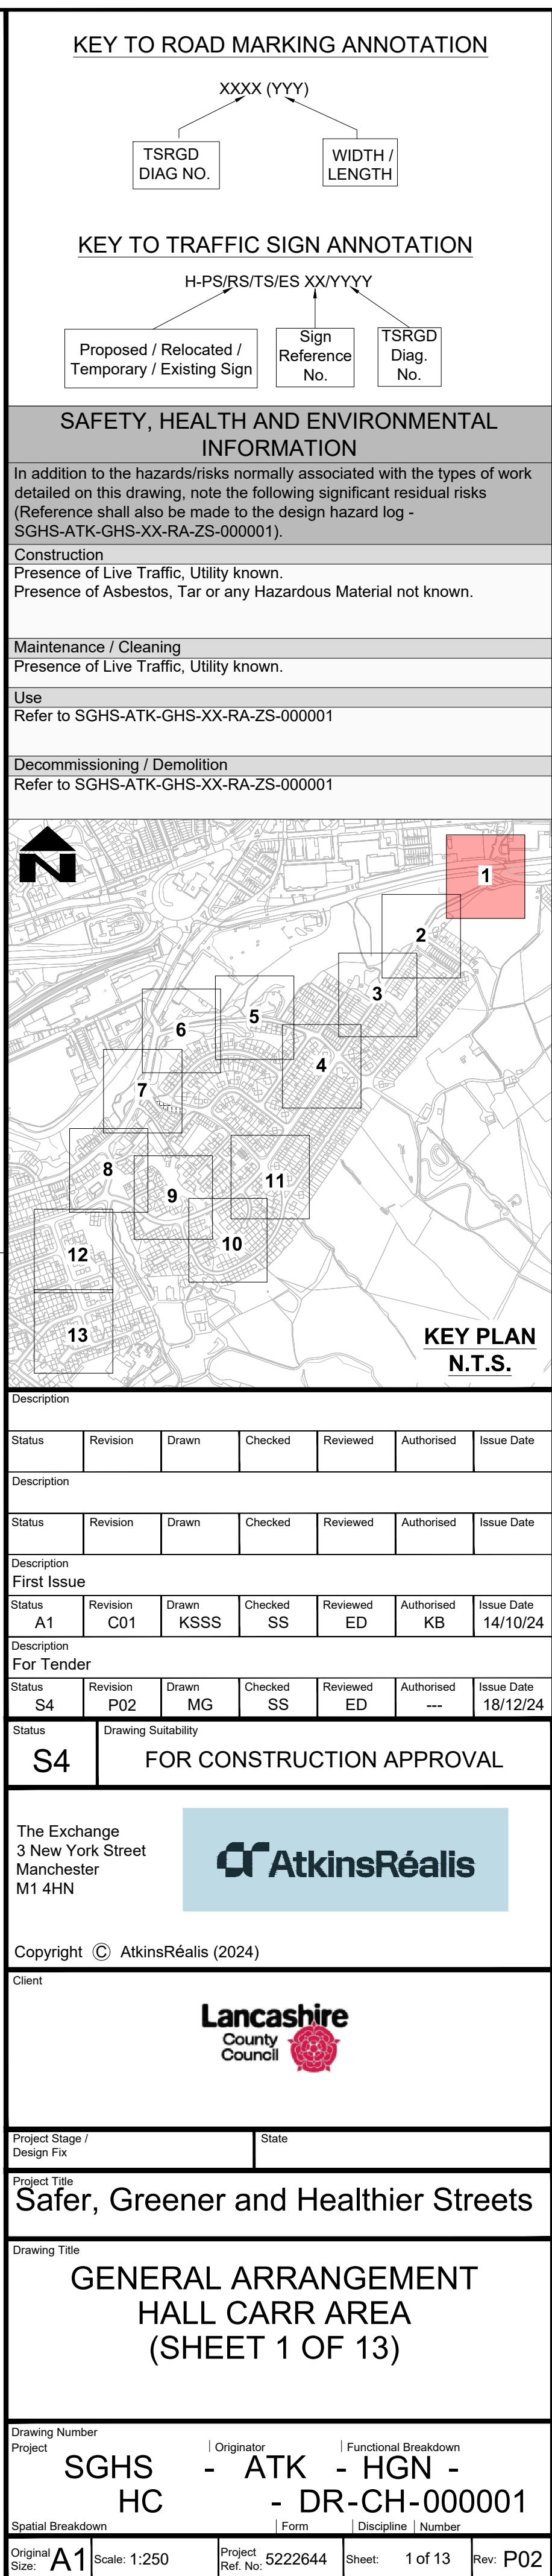 KEY TO ROAD MARKING ANNOTATION
XXXX (YYY)
TSRGD
DIAG NO.
WIDTH /
LENGTH
KEY TO TRAFFIC SIGN ANNOTATION
H-PS/RS/TS/ES XX/YYYY
Proposed / Relocated /
Temporary / Existing Sign
Sign
Reference
No.
TSRGD
Diag.
No.
SAFETY, HEALTH AND ENVIRONMENTAL
INFORMATION
In addition to the hazards/risks normally associated with the types of work
detailed on this drawing, note the following significant residual risks
(Reference shall also be made to the design hazard log -
SGHS-ATK-GHS-XX-RA-ZS-000001).
Construction
Presence of Live Traffic, Utility known.
Presence of Asbestos, Tar or any Hazardous Material not known.
Maintenance / Cleaning
Presence of Live Traffic, Utility known.
Use
Refer to SGHS-ATK-GHS-XX-RA-ZS-000001
Decommissioning / Demolition
Refer to SGHS-ATK-GHS-XX-RA-ZS-000001
N
1
2
3
5
6
4
7
8
11
9
10
12
13
KEY PLAN
N.T.S.
Description
Status Revision Drawn Checked Reviewed Authorised Issue Date
Description
Status Revision Drawn Checked Reviewed Authorised Issue Date
Description
First Issue
Status Revision Drawn Checked Reviewed Authorised Issue Date
A1 C01 KSSS SS ED KB 14/10/24
Description
For Tender
Status Revision Drawn Checked Reviewed Authorised Issue Date
S4 P02 MG SS ED --- 18/12/24
Status Drawing Suitability
S4 FOR CONSTRUCTION APPROVAL
The Exchange
3 New York Street
Manchester
M1 4HN
AtkinsRéalis
Copyright © AtkinsRéalis (2024)
Client
Lancashire
County
Council
Project Stage /
Design Fix
State
Project Title
Safer, Greener and Healthier Streets
Drawing Title
GENERAL ARRANGEMENT
HALL CARR AREA
(SHEET 1 OF 13)
Drawing Number
Project Originator Functional Breakdown
SGHS - ATK - HGN -
HC - DR-CH-000001
Spatial Breakdown Form Discipline Number
Original
Size: A1 Scale: 1:250 Project
Ref. No: 5222644 Sheet: 1 of 13 Rev: P02